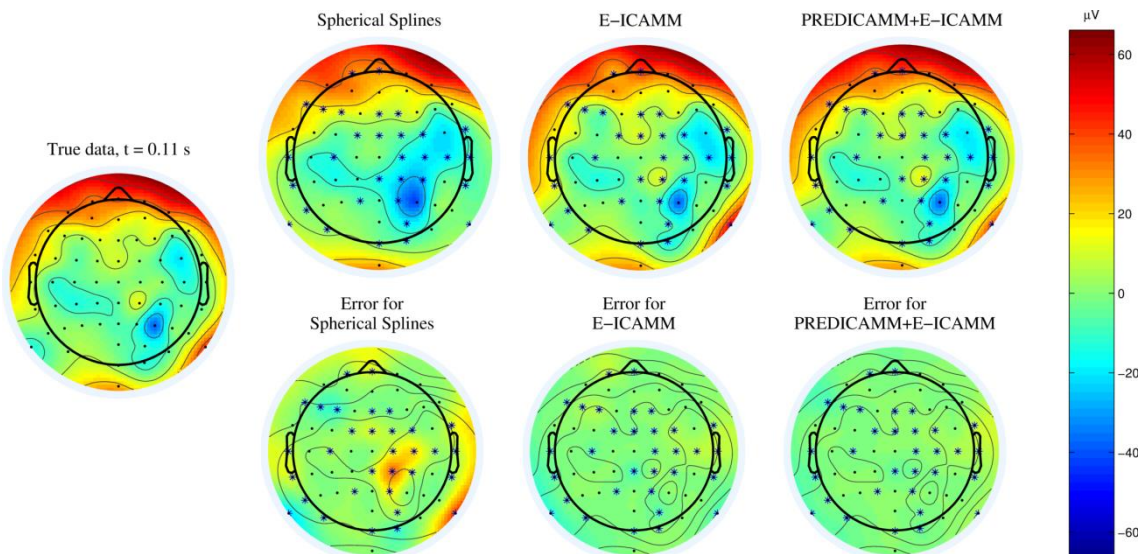 Spherical Splines
E−ICAMM
PREDICAMM+E−ICAMM
μV
True data, t = 0.11 s
Error for
Spherical Splines
Error for
E−ICAMM
Error for
PREDICAMM+E−ICAMM
60
40
20
0
−20
−40
−60